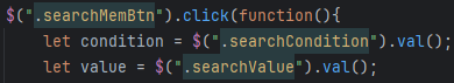 $(".searchMemBtn").click(function(){
let condition = $(".searchCondition").val();
let value = $(".searchValue").val();